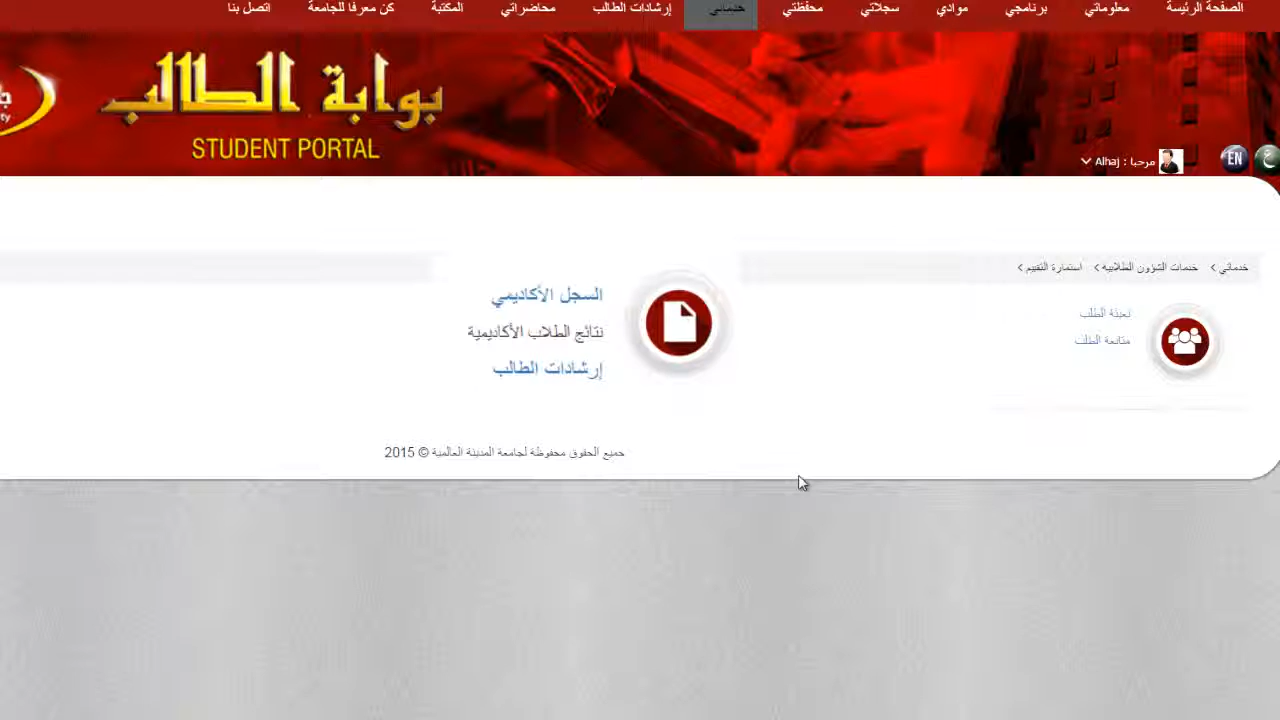 الصفحة الرئيسة معلوماتي برنامجي موادي سجلاتي محفظتي خدماتي إرشادات الطالب محاضراتي المكتبة كن معرفا للجامعة اتصل بنا
بوابة الطالب
STUDENT PORTAL
مرحبا : Alhaj
EN ع
خدماتي > خدمات الشؤون الطلابية > استمارة التقييم >
تعبئة الطلب
متابعة الطلب
السجل الأكاديمي
نتائج الطلاب الأكاديمية
إرشادات الطالب
جميع الحقوق محفوظة لجامعة المدينة العالمية © 2015